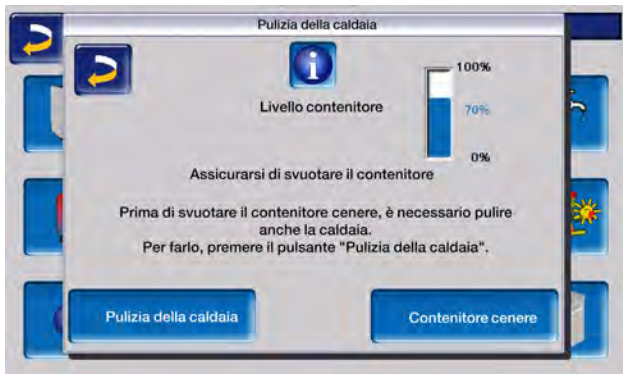 Pulizia della caldaia
i
100%
Livello contenitore
70%
0%
Assicurarsi di svuotare il contenitore
Prima di svuotare il contenitore cenere, è necessario pulire
anche la caldaia.
Per farlo, premere il pulsante "Pulizia della caldaia".
Pulizia della caldaia
Contenitore cenere